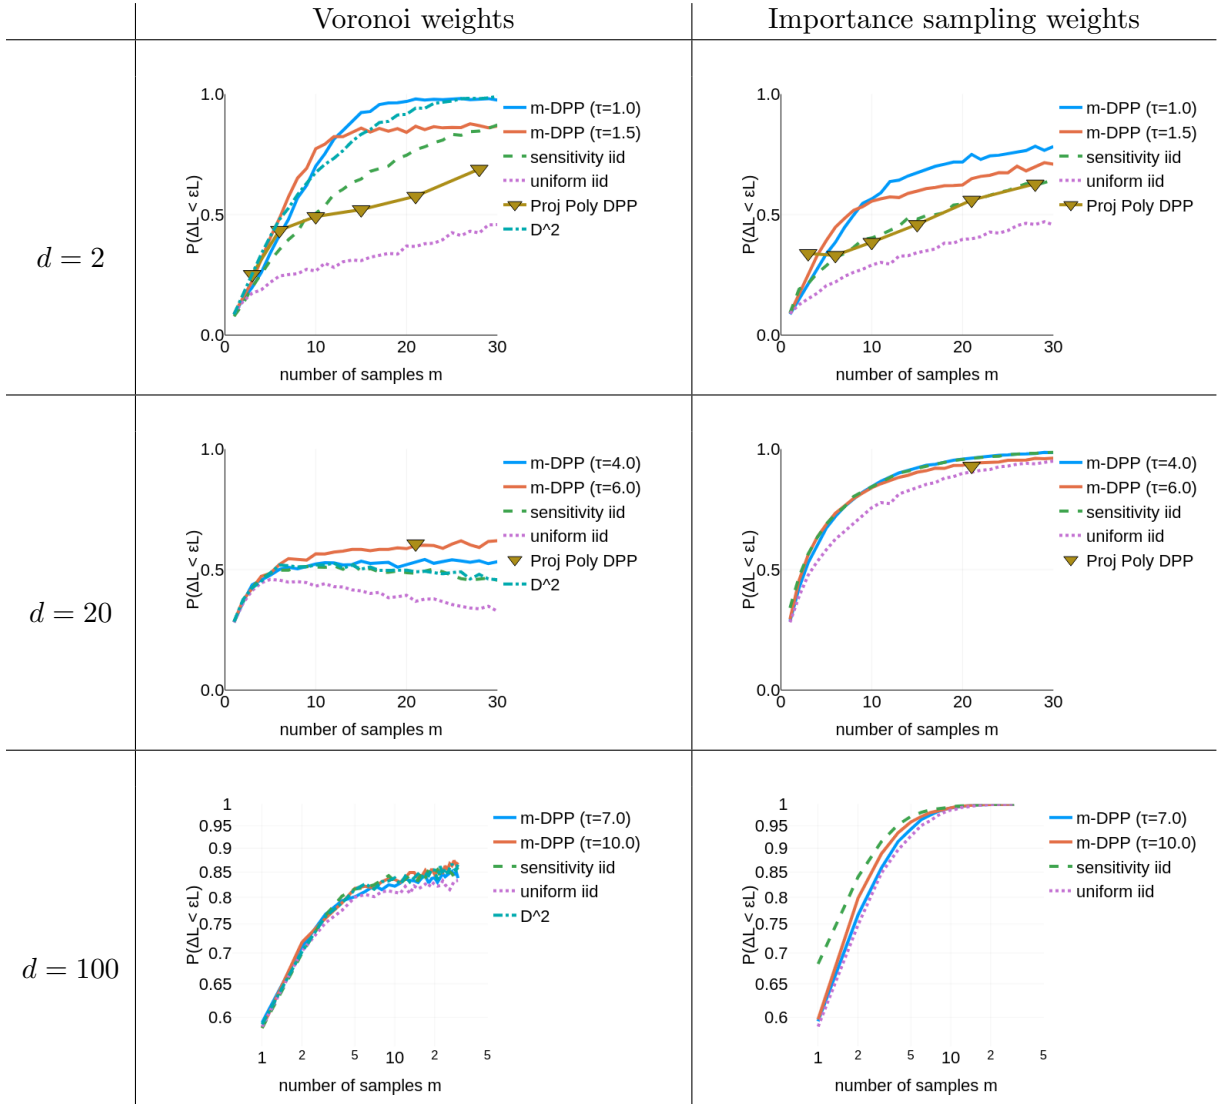 Voronoi weights
Importance sampling weights
d = 2
P(ΔL < εL)
1.0
0.5
0.0
0
10
20
30
number of samples m
m-DPP (τ=1.0)
m-DPP (τ=1.5)
sensitivity iid
uniform iid
Proj Poly DPP
D^2
P(ΔL < εL)
1.0
0.5
0.0
0
10
20
30
number of samples m
m-DPP (τ=1.0)
m-DPP (τ=1.5)
sensitivity iid
uniform iid
Proj Poly DPP
d = 20
P(ΔL < εL)
1.0
0.5
0.0
0
10
20
30
number of samples m
m-DPP (τ=4.0)
m-DPP (τ=6.0)
sensitivity iid
uniform iid
Proj Poly DPP
D^2
P(ΔL < εL)
1.0
0.5
0.0
0
10
20
30
number of samples m
m-DPP (τ=4.0)
m-DPP (τ=6.0)
sensitivity iid
uniform iid
Proj Poly DPP
d = 100
P(ΔL < εL)
1
0.95
0.9
0.85
0.8
0.75
0.7
0.65
0.6
1
2
5
10
2
5
number of samples m
m-DPP (τ=7.0)
m-DPP (τ=10.0)
sensitivity iid
uniform iid
D^2
P(ΔL < εL)
1
0.95
0.9
0.85
0.8
0.75
0.7
0.65
0.6
1
2
5
10
2
5
number of samples m
m-DPP (τ=7.0)
m-DPP (τ=10.0)
sensitivity iid
uniform iid